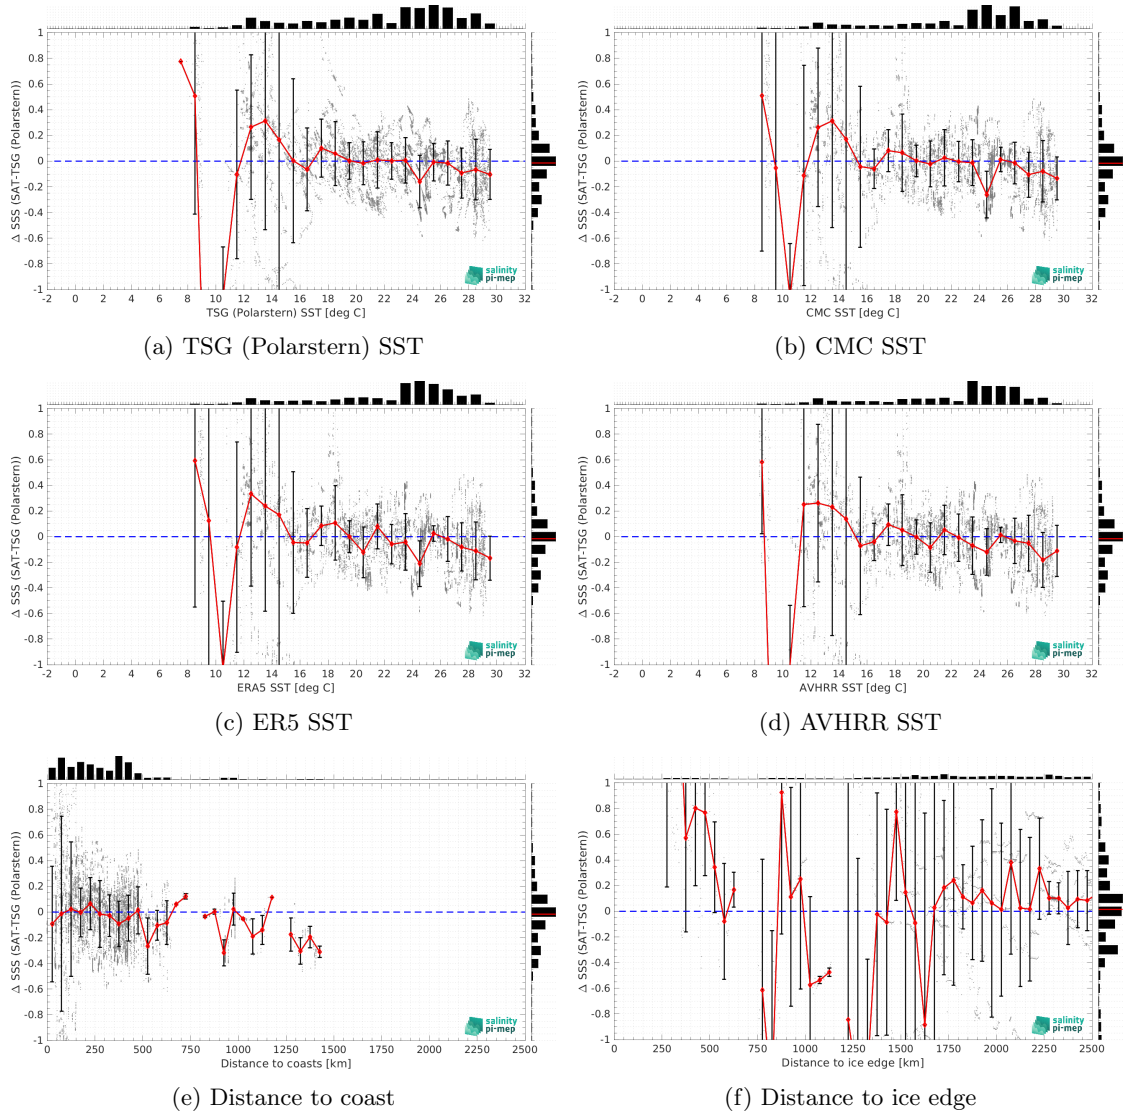 Δ SSS (SAT-TSG (Polarstern))
1
0.8
0.6
0.4
0.2
0
-0.2
-0.4
-0.6
-0.8
-1
-2 0 2 4 6 8 10 12 14 16 18 20 22 24 26 28 30 32
TSG (Polarstern) SST [deg C]
salinity
pi-mep
(a) TSG (Polarstern) SST
Δ SSS (SAT-TSG (Polarstern))
1
0.8
0.6
0.4
0.2
0
-0.2
-0.4
-0.6
-0.8
-1
-2 0 2 4 6 8 10 12 14 16 18 20 22 24 26 28 30 32
CMC SST [deg C]
salinity
pi-mep
(b) CMC SST
Δ SSS (SAT-TSG (Polarstern))
1
0.8
0.6
0.4
0.2
0
-0.2
-0.4
-0.6
-0.8
-1
-2 0 2 4 6 8 10 12 14 16 18 20 22 24 26 28 30 32
ERA5 SST [deg C]
salinity
pi-mep
(c) ER5 SST
Δ SSS (SAT-TSG (Polarstern))
1
0.8
0.6
0.4
0.2
0
-0.2
-0.4
-0.6
-0.8
-1
-2 0 2 4 6 8 10 12 14 16 18 20 22 24 26 28 30 32
AVHRR SST [deg C]
salinity
pi-mep
(d) AVHRR SST
Δ SSS (SAT-TSG (Polarstern))
1
0.8
0.6
0.4
0.2
0
-0.2
-0.4
-0.6
-0.8
-1
0 250 500 750 1000 1250 1500 1750 2000 2250 2500
Distance to coasts [km]
salinity
pi-mep
(e) Distance to coast
Δ SSS (SAT-TSG (Polarstern))
1
0.8
0.6
0.4
0.2
0
-0.2
-0.4
-0.6
-0.8
-1
0 250 500 750 1000 1250 1500 1750 2000 2250 2500
Distance to ice edge [km]
salinity
pi-mep
(f) Distance to ice edge